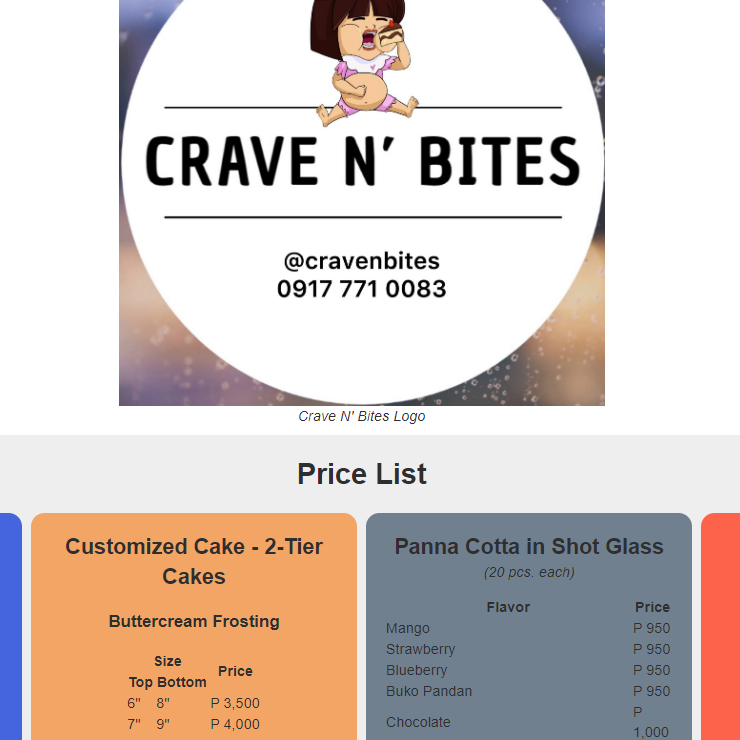 CRAVE N’ BITES
@cravenbites
0917 771 0083
Crave N' Bites Logo
Price List
Customized Cake - 2-Tier
Cakes
Buttercream Frosting
Size
Price
Top Bottom
6" 8" P 3,500
7" 9" P 4,000
Panna Cotta in Shot Glass
(20 pcs. each)
Flavor Price
Mango P 950
Strawberry P 950
Blueberry P 950
Buko Pandan P 950
Chocolate P
1,000